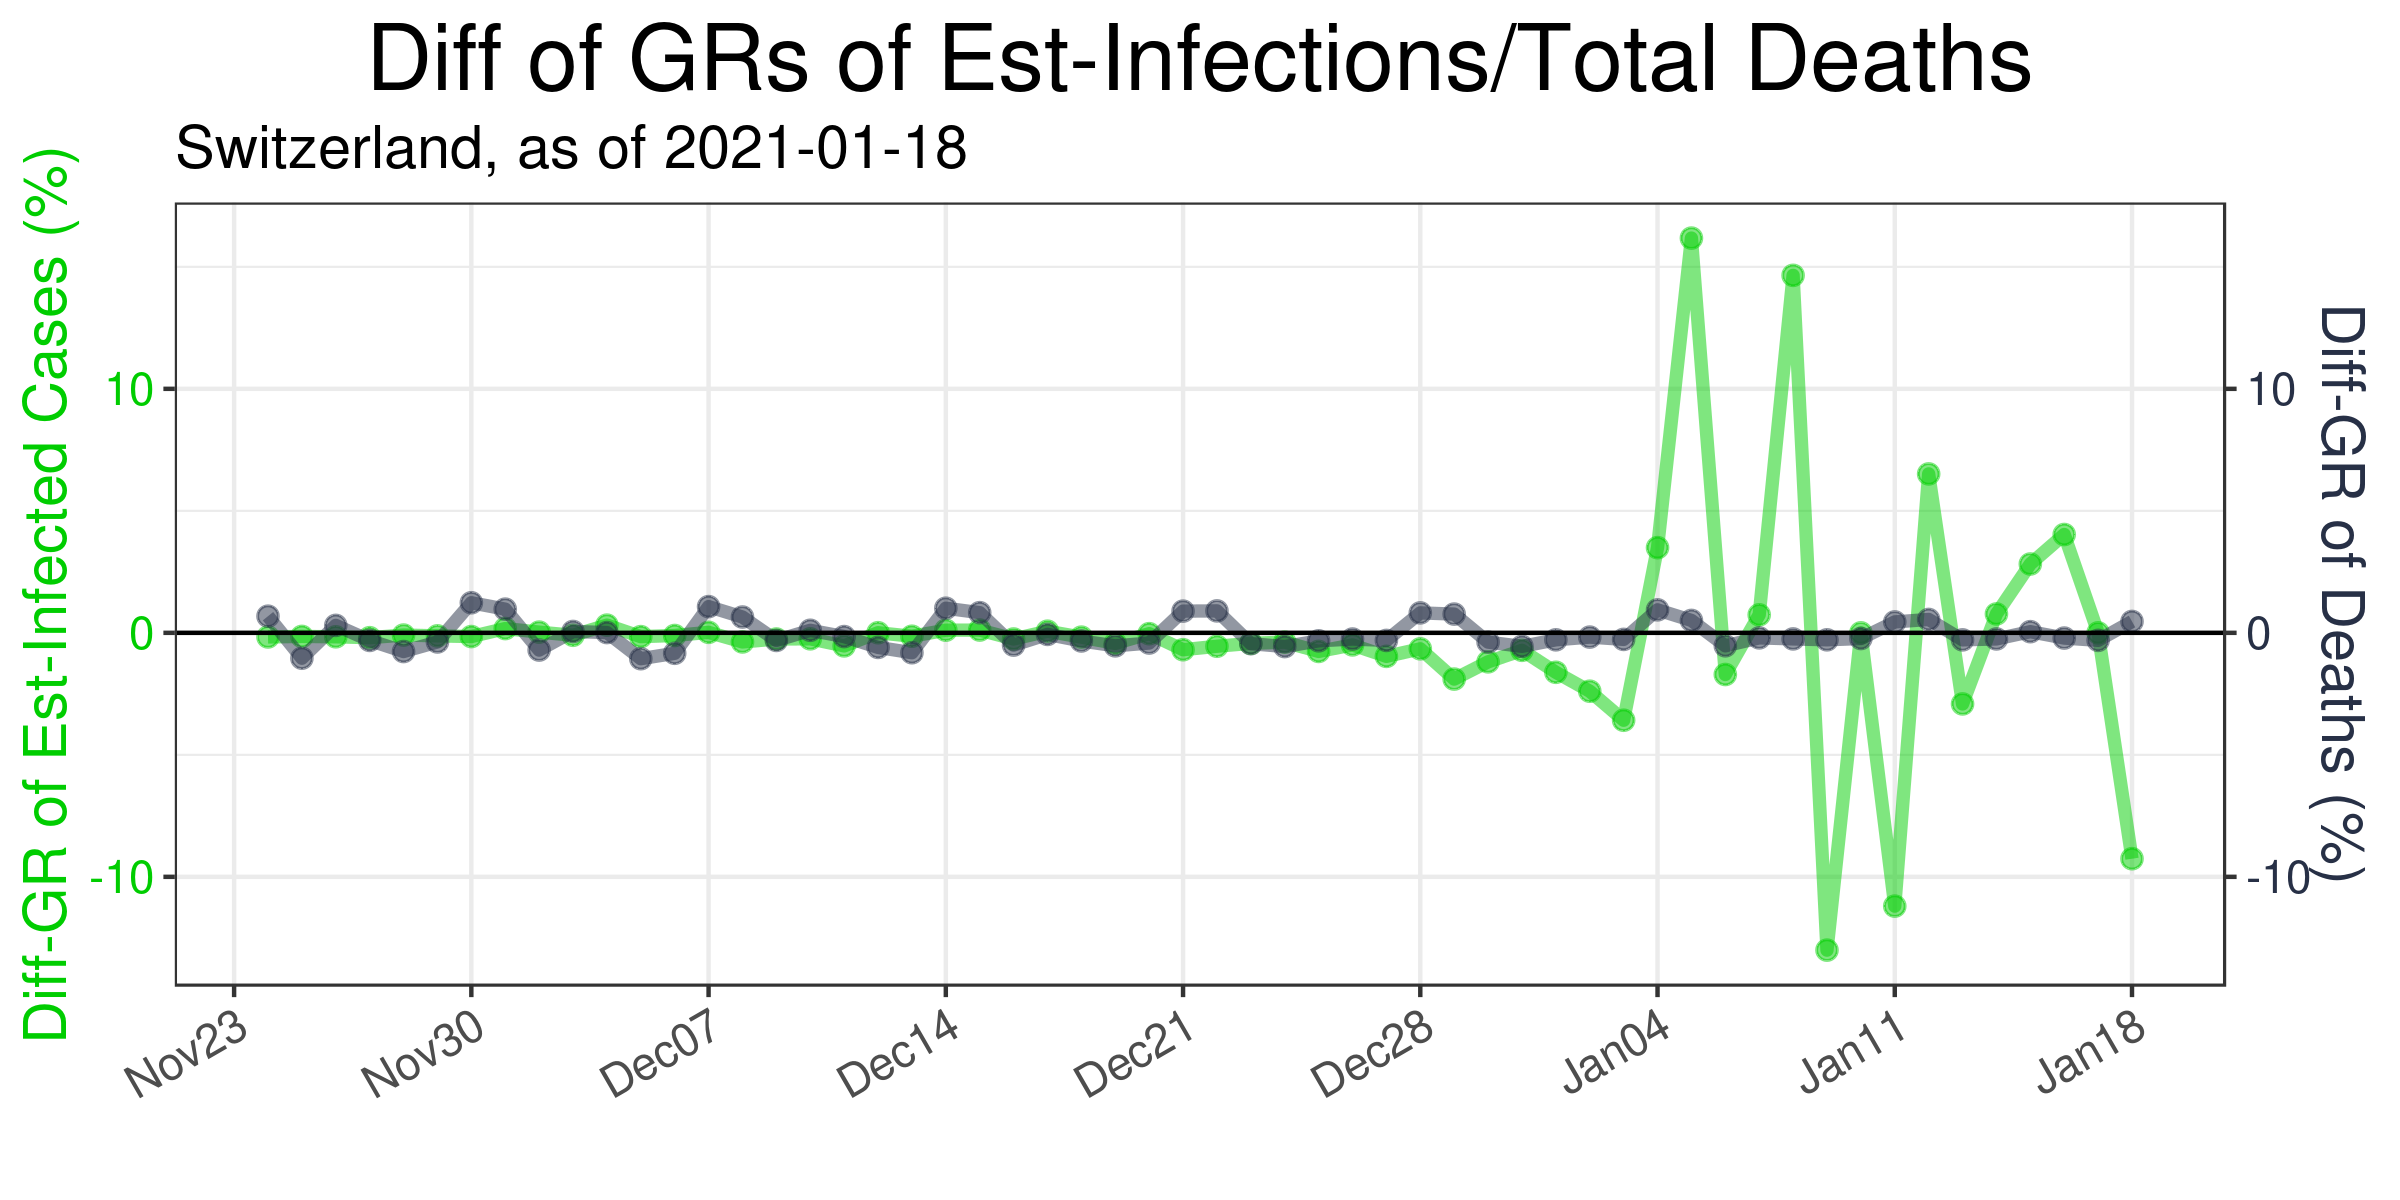 Diff of GRs of Est-Infections/Total Deaths
Switzerland, as of 2021-01-18
Diff-GR of Est-Infected Cases (%)
10
0
-10
10
0
-10
Diff-GR of Deaths (%)
Nov23
Nov30
Dec07
Dec14
Dec21
Dec28
Jan04
Jan11
Jan18